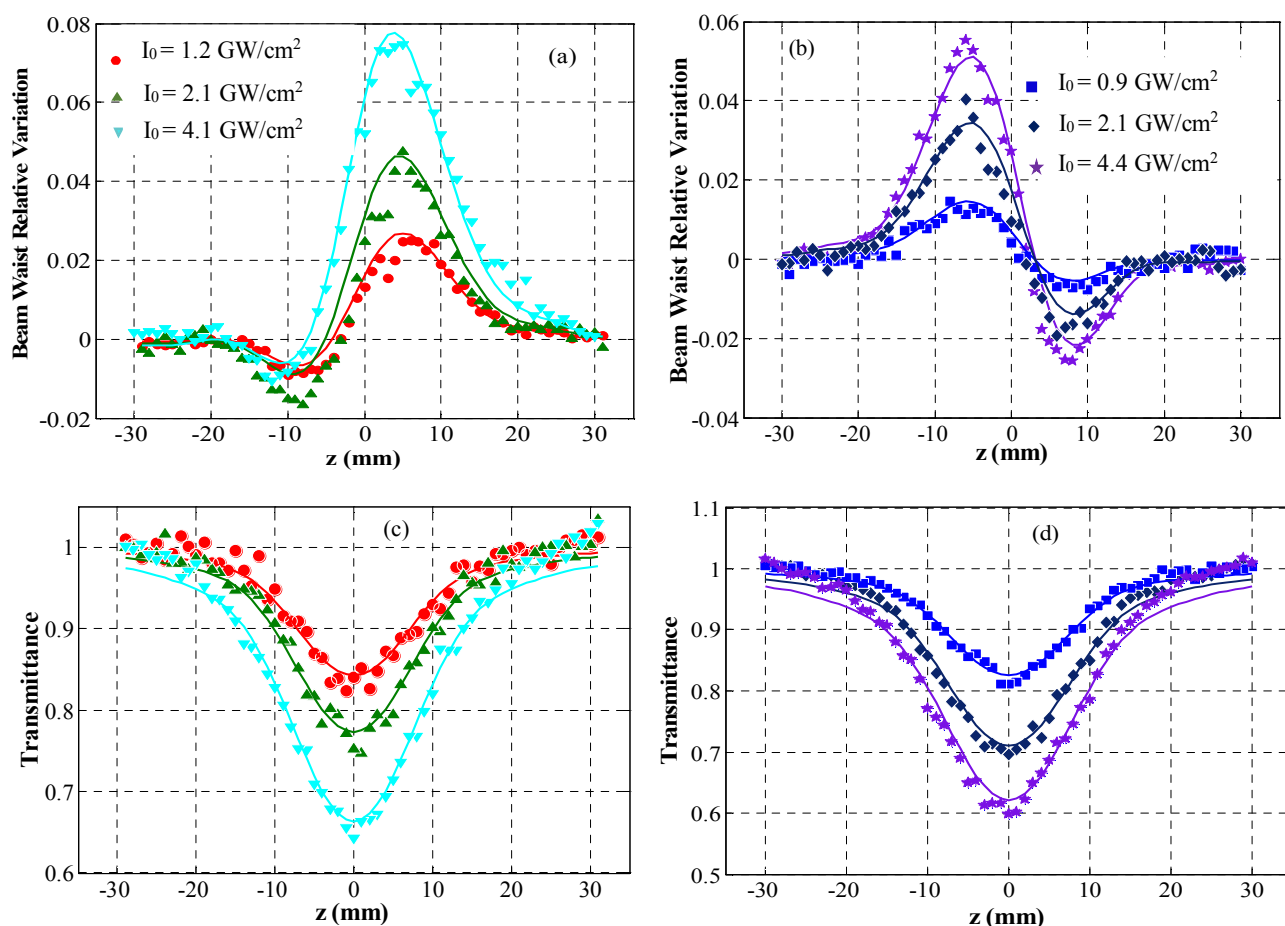 0.08
0.06
0.04
0.02
0
-0.02
-30
-20
-10
0
10
20
30
z (mm)
Beam Waist Relative Variation
I₀ = 1.2 GW/cm²
I₀ = 2.1 GW/cm²
I₀ = 4.1 GW/cm²
(a)
0.06
0.04
0.02
0
-0.02
-0.04
-30
-20
-10
0
10
20
30
z (mm)
Beam Waist Relative Variation
(b)
I₀ = 0.9 GW/cm²
I₀ = 2.1 GW/cm²
I₀ = 4.4 GW/cm²
1
0.9
0.8
0.7
0.6
-30
-20
-10
0
10
20
30
z (mm)
Transmittance
(c)
1.1
1
0.9
0.8
0.7
0.6
0.5
-30
-20
-10
0
10
20
30
z (mm)
Transmittance
(d)